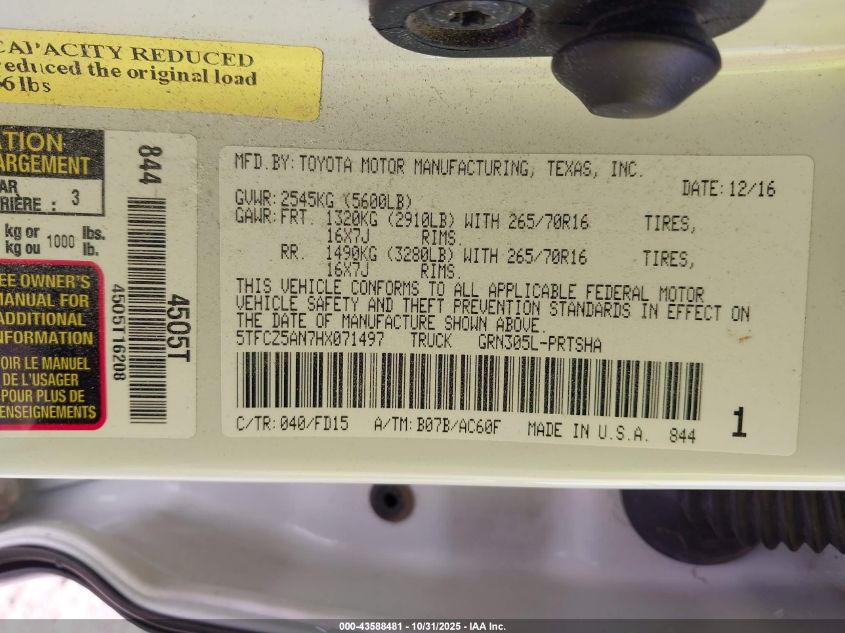 CAPACITY REDUCED
reduced the original load
6 lbs
ATION
ARGEMENT
AR
RIÈRE : 3
kg or 1000 lbs.
kg ou lb.
EE OWNER'S
MANUAL FOR
ADDITIONAL
INFORMATION
OIR LE MANUEL
DE L'USAGER
POUR PLUS DE
ENSEIGNEMENTS
844
4505T
4505T16208
MFD.BY:TOYOTA MOTOR MANUFACTURING, TEXAS, INC.
DATE:12/16
GVWR:2545KG (5600LB)
GAWR:FRT. 1320KG (2910LB) WITH 265/70R16 TIRES,
16X7J RIMS.
RR. 1490KG (3280LB) WITH 265/70R16 TIRES,
16X7J RIMS.
THIS VEHICLE CONFORMS TO ALL APPLICABLE FEDERAL MOTOR
VEHICLE SAFETY AND THEFT PREVENTION STANDARDS IN EFFECT ON
THE DATE OF MANUFACTURE SHOWN ABOVE.
5TFCZ5AN7HX071497 TRUCK GRN305L-PRTSHA
C/TR:040/FD15 A/TM:B07B/AC60F MADE IN U.S.A. 844 1
000-43588481 - 10/31/2025 - IAA Inc.